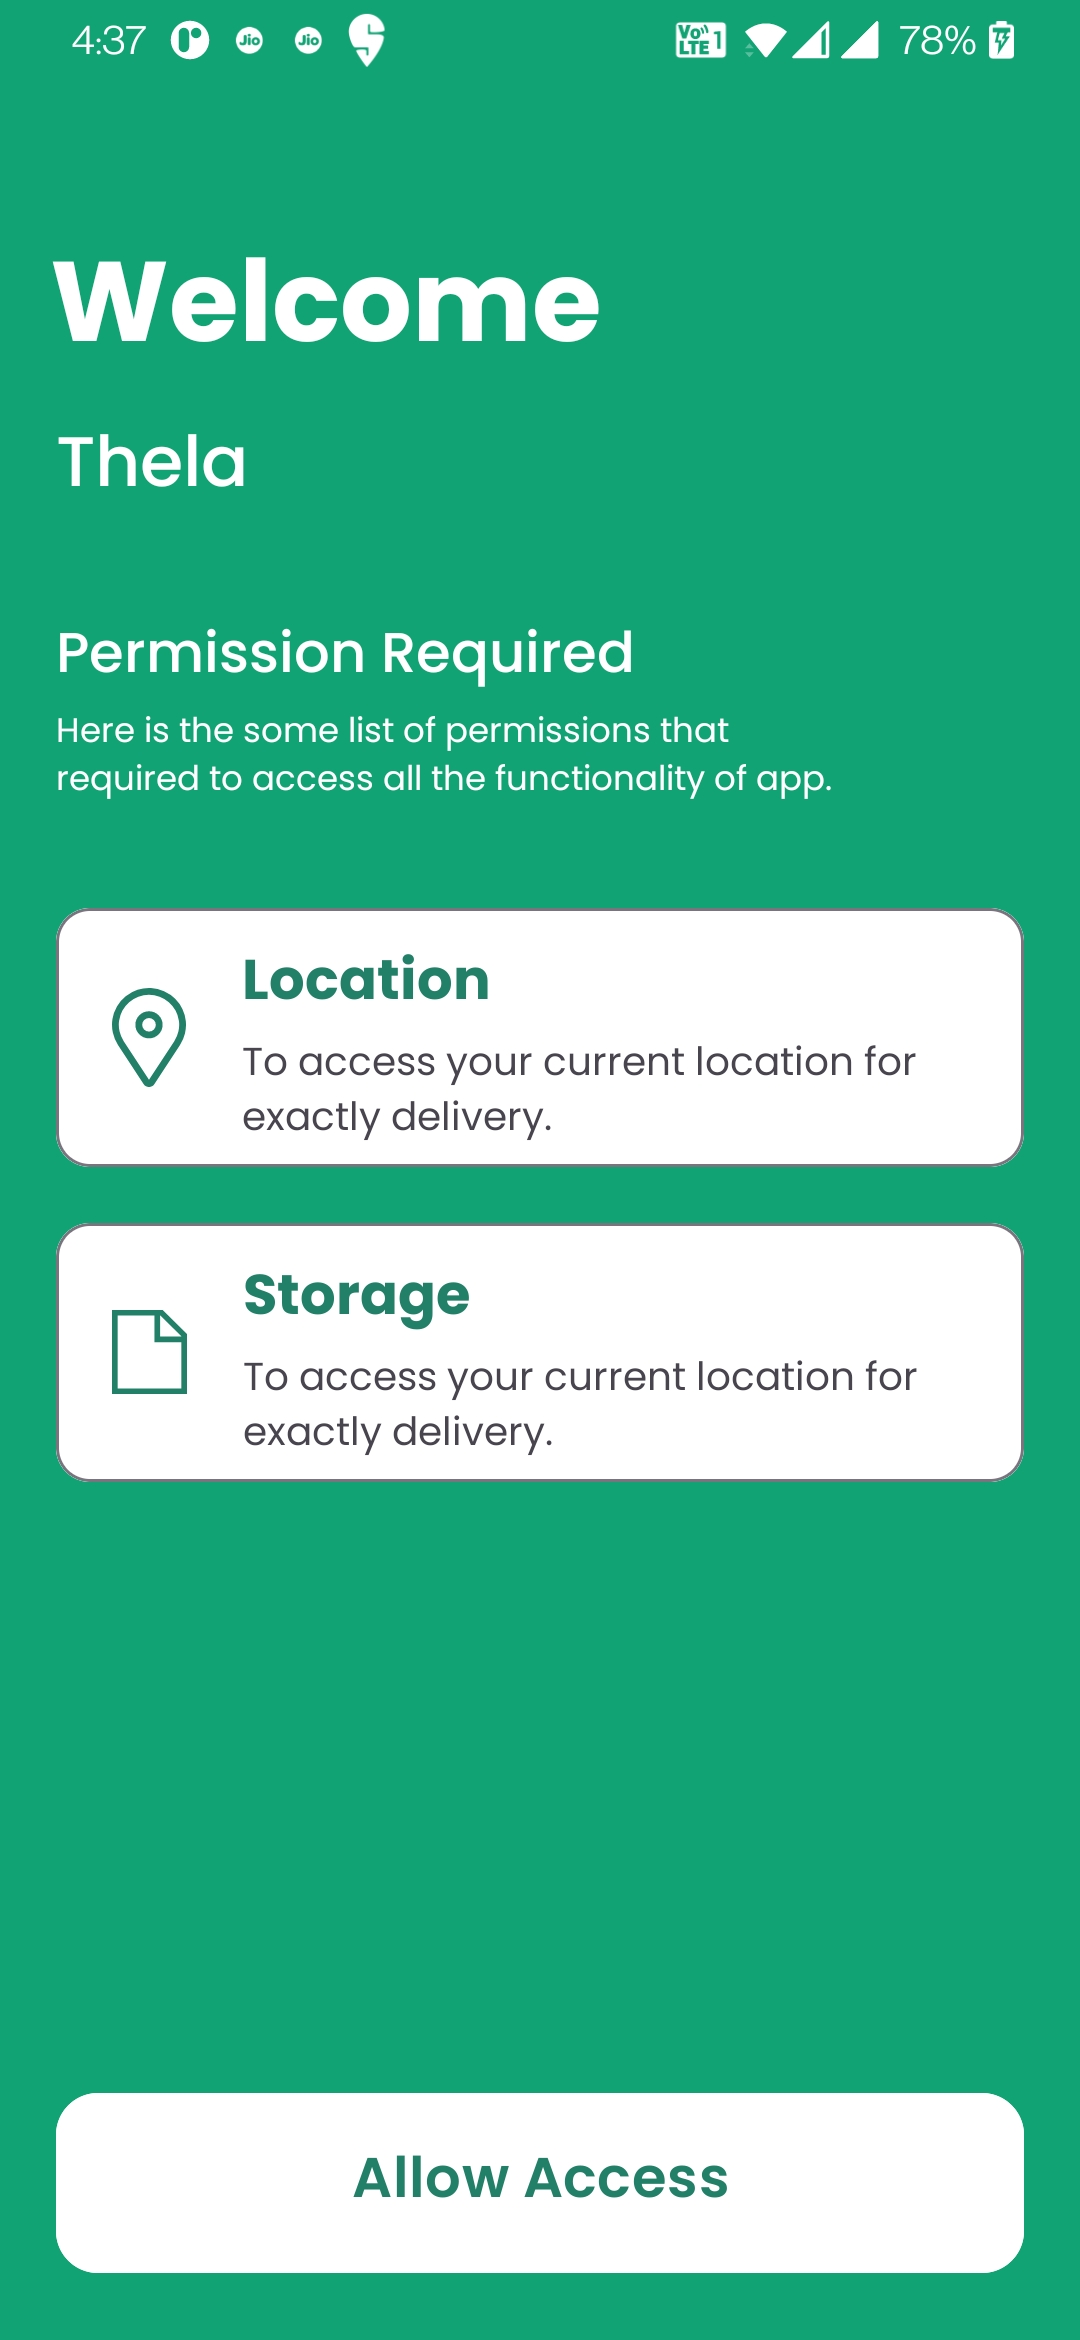 4:37 Jio Jio Vo LTE 1 78%
Welcome
Thela
Permission Required
Here is the some list of permissions that
required to access all the functionality of app.
Location
To access your current location for
exactly delivery.
Storage
To access your current location for
exactly delivery.
Allow Access